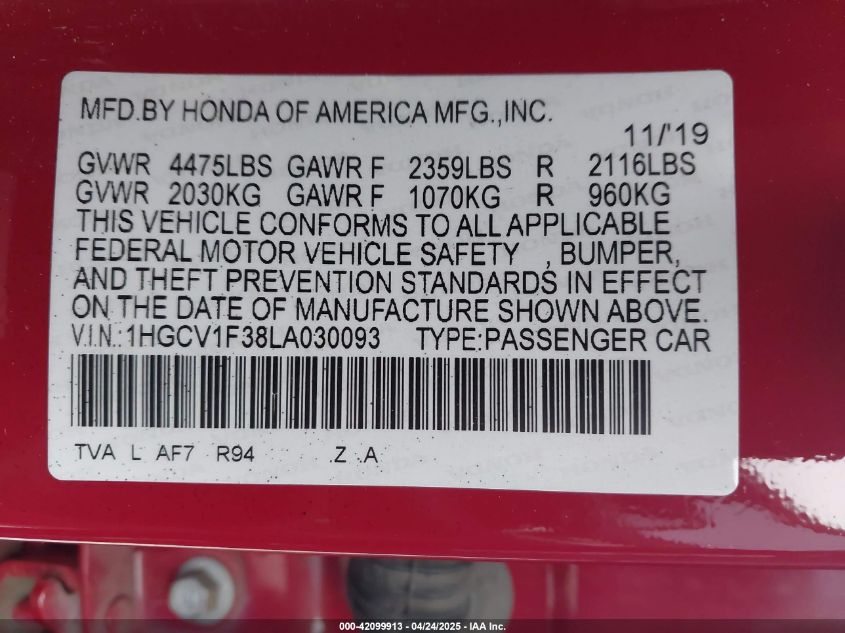 MFD.BY HONDA OF AMERICA MFG.,INC.
11/'19
GVWR 4475LBS GAWR F 2359LBS R 2116LBS
GVWR 2030KG GAWR F 1070KG R 960KG
THIS VEHICLE CONFORMS TO ALL APPLICABLE
FEDERAL MOTOR VEHICLE SAFETY , BUMPER,
AND THEFT PREVENTION STANDARDS IN EFFECT
ON THE DATE OF MANUFACTURE SHOWN ABOVE.
V.I.N.:1HGCV1F38LA030093 TYPE:PASSENGER CAR
TVA L AF7 R94 Z A
000-42099913 - 04/24/2025 - IAA Inc.